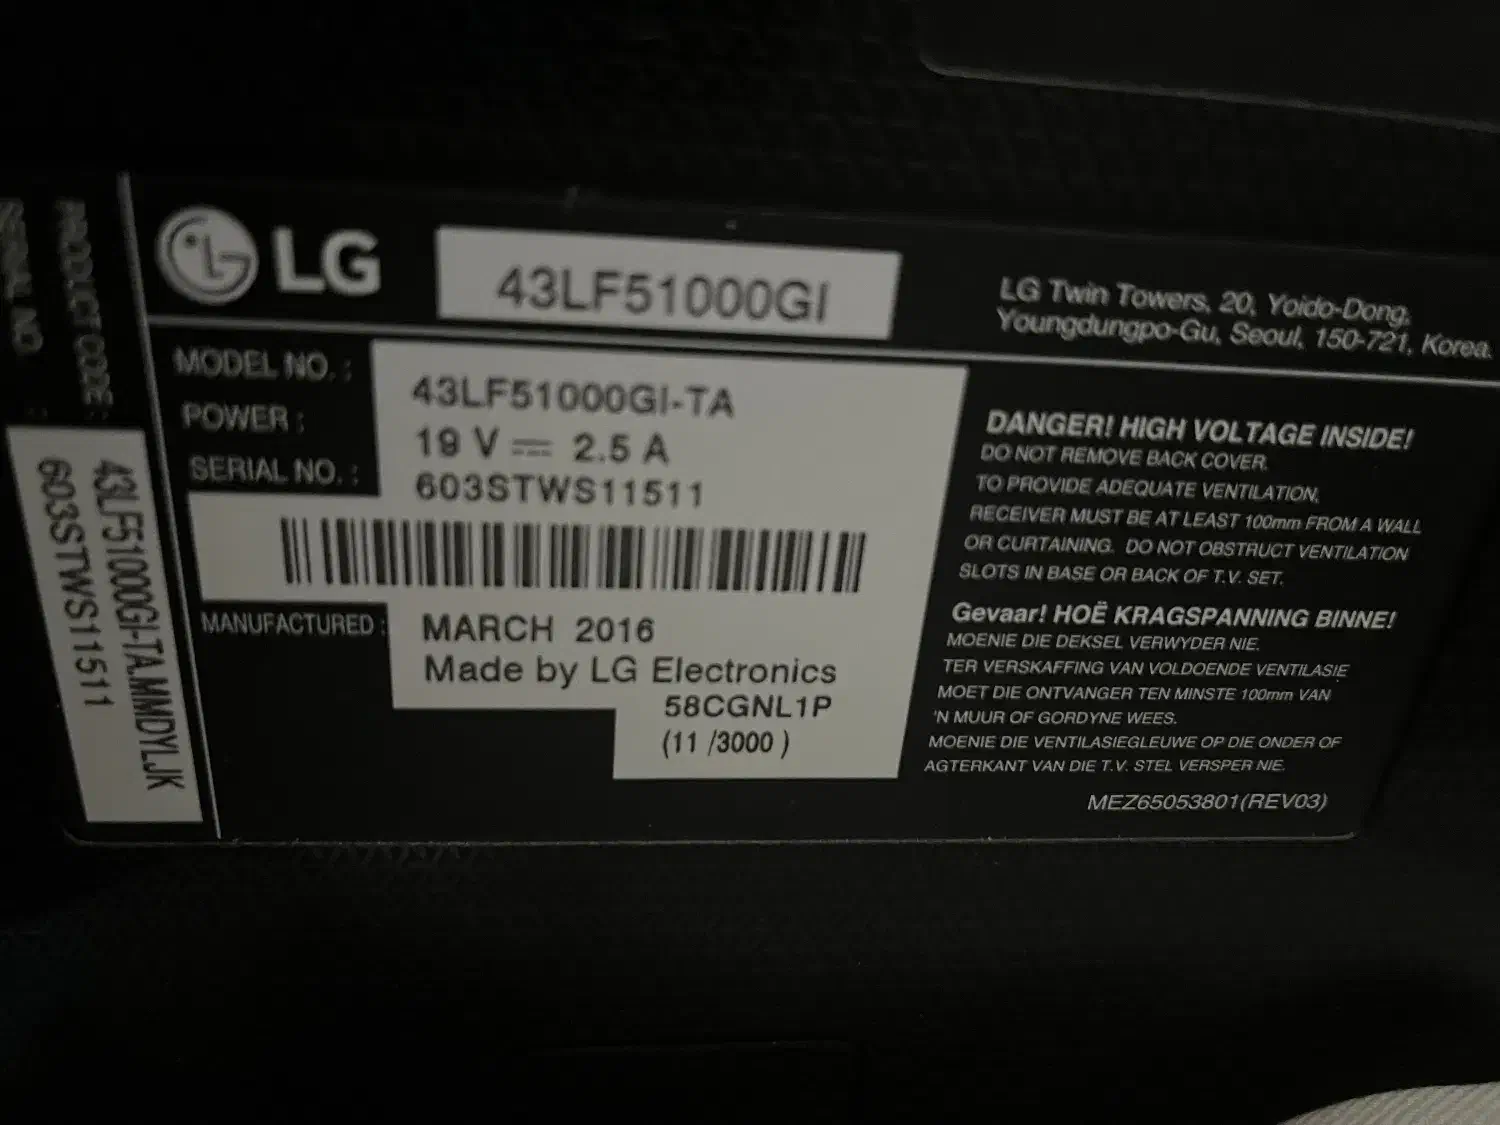 LG
43LF51000GI
LG Twin Towers, 20, Yoido-Dong,
Youngdungpo-Gu, Seoul, 150-721, Korea.
MODEL NO. : 43LF51000GI-TA
POWER : 19 V ⎓ 2.5 A
SERIAL NO. : 603STWS11511
MANUFACTURED : MARCH 2016
Made by LG Electronics
58CGNL1P
(11 /3000 )
DANGER! HIGH VOLTAGE INSIDE!
DO NOT REMOVE BACK COVER.
TO PROVIDE ADEQUATE VENTILATION,
RECEIVER MUST BE AT LEAST 100mm FROM A WALL
OR CURTAINING. DO NOT OBSTRUCT VENTILATION
SLOTS IN BASE OR BACK OF T.V. SET.
Gevaar! HOË KRAGSPANNING BINNE!
MOENIE DIE DEKSEL VERWYDER NIE.
TER VERSKAFFING VAN VOLDOENDE VENTILASIE
MOET DIE ONTVANGER TEN MINSTE 100mm VAN
'N MUUR OF GORDYNE WEES.
MOENIE DIE VENTILASIEGLEUWE OP DIE ONDER OF
AGTERKANT VAN DIE T.V. STEL VERSPER NIE.
MEZ65053801(REV03)
PRODUCT CODE : 43LF51000GI-TA.MMDYLJK
SERIAL NO : 603STWS11511